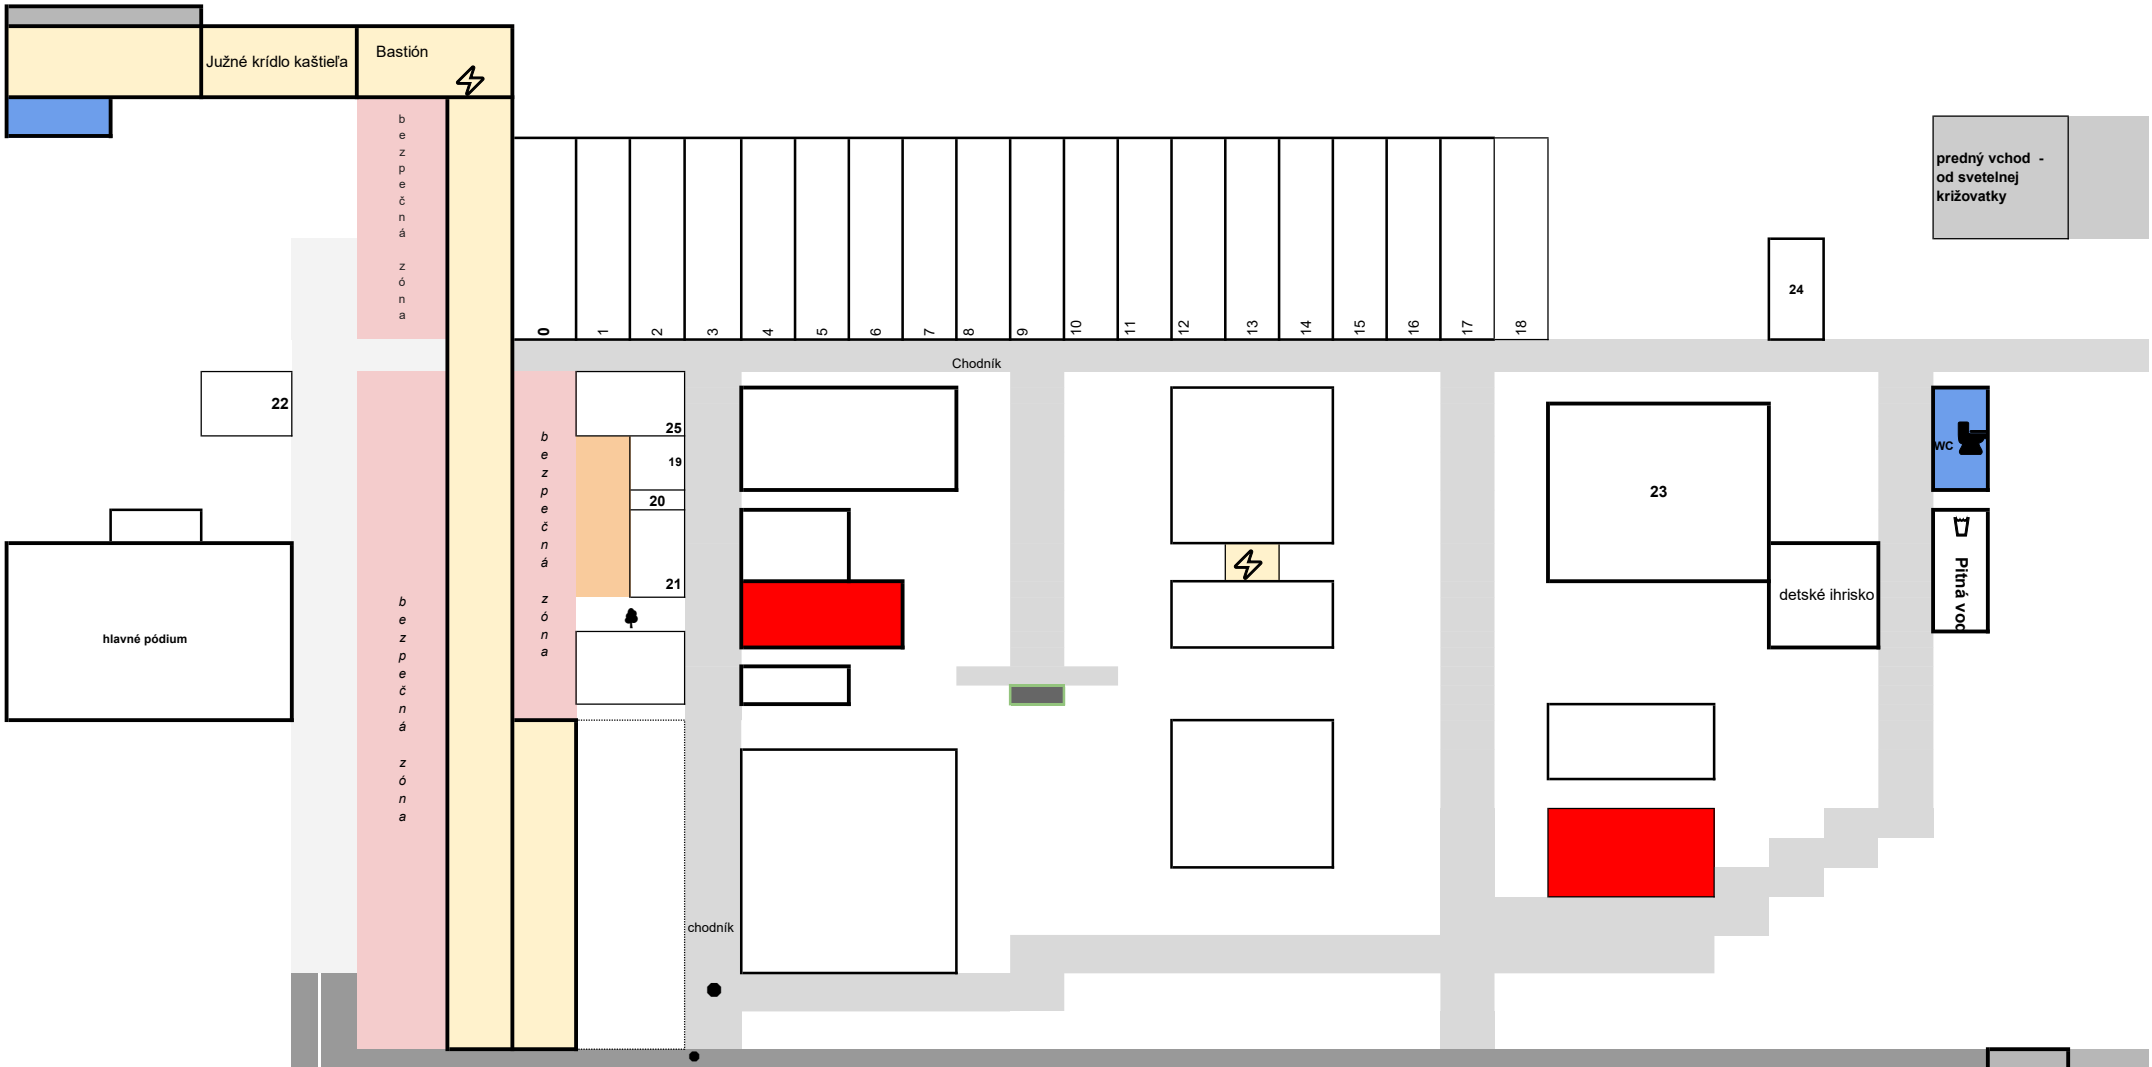 Južné krídlo kaštieľa
Bastión
bezpečná zóna
predný vchod -
od svetelnej
križovatky
24
0
1
2
3
4
5
6
7
8
9
10
11
12
13
14
15
16
17
18
Chodník
22
25
19
20
21
bezpečná zóna
bezpečná zóna
23
WC
Pitná voc
detské ihrisko
hlavné pódium
chodník